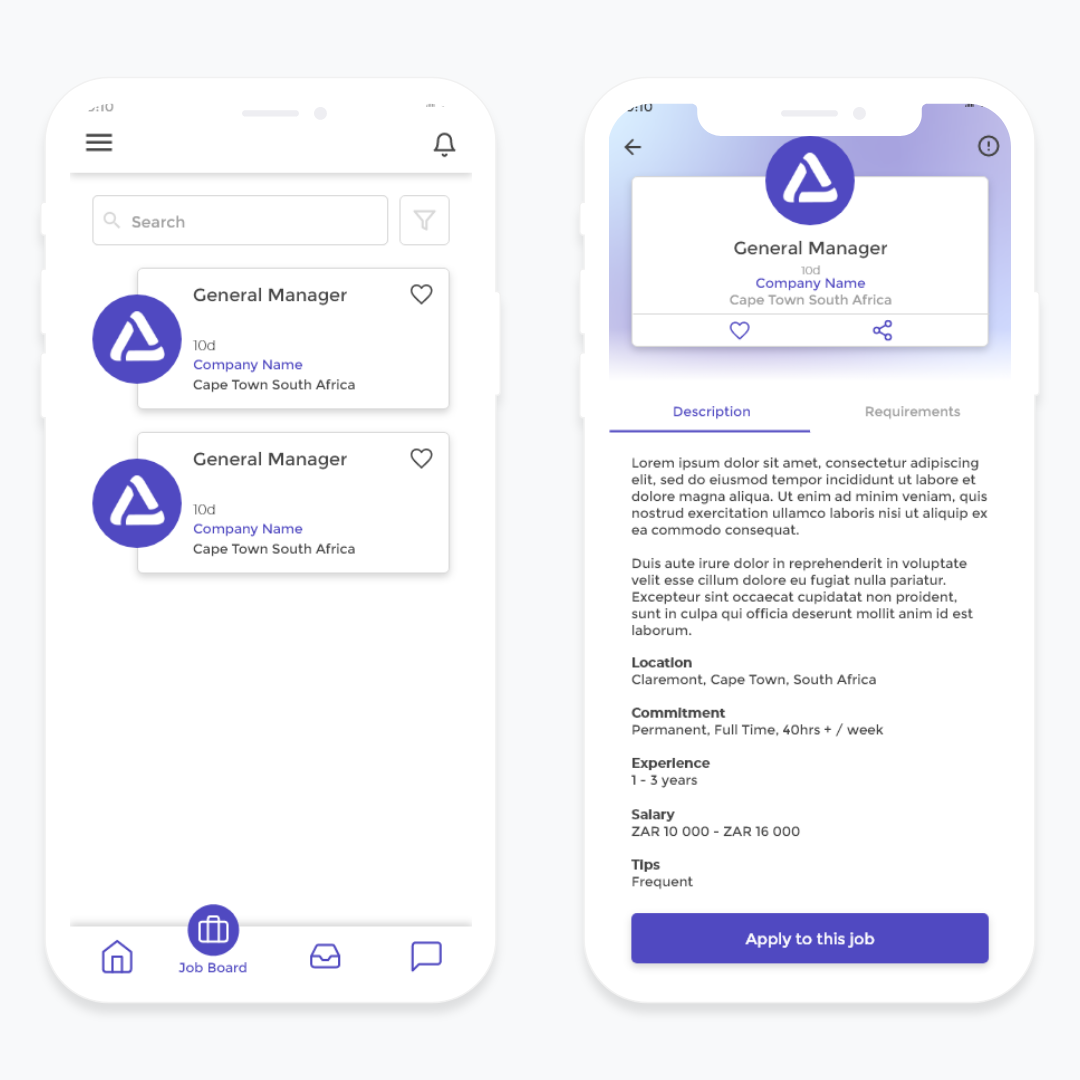 Search
General Manager
10d
Company Name
Cape Town South Africa
General Manager
10d
Company Name
Cape Town South Africa
Job Board
General Manager
10d
Company Name
Cape Town South Africa
Description
Requirements
Lorem ipsum dolor sit amet, consectetur adipiscing
elit, sed do eiusmod tempor incididunt ut labore et
dolore magna aliqua. Ut enim ad minim veniam, quis
nostrud exercitation ullamco laboris nisi ut aliquip ex
ea commodo consequat.
Duis aute irure dolor in reprehenderit in voluptate
velit esse cillum dolore eu fugiat nulla pariatur.
Excepteur sint occaecat cupidatat non proident,
sunt in culpa qui officia deserunt mollit anim id est
laborum.
Location
Claremont, Cape Town, South Africa
Commitment
Permanent, Full Time, 40hrs + / week
Experience
1 - 3 years
Salary
ZAR 10 000 - ZAR 16 000
Tips
Frequent
Apply to this job